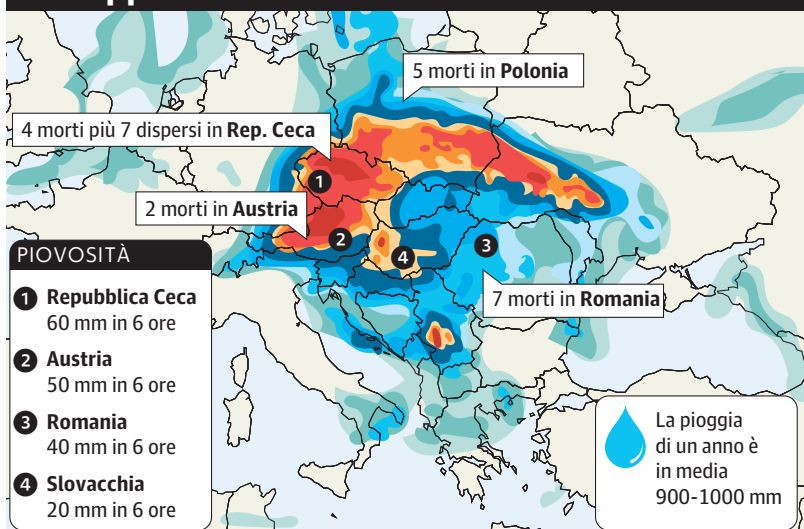 5 morti in Polonia
4 morti più 7 dispersi in Rep. Ceca
2 morti in Austria
7 morti in Romania
1
2
3
4
PIOVOSITÀ
1 Repubblica Ceca
60 mm in 6 ore
2 Austria
50 mm in 6 ore
3 Romania
40 mm in 6 ore
4 Slovacchia
20 mm in 6 ore
La pioggia
di un anno è
in media
900-1000 mm